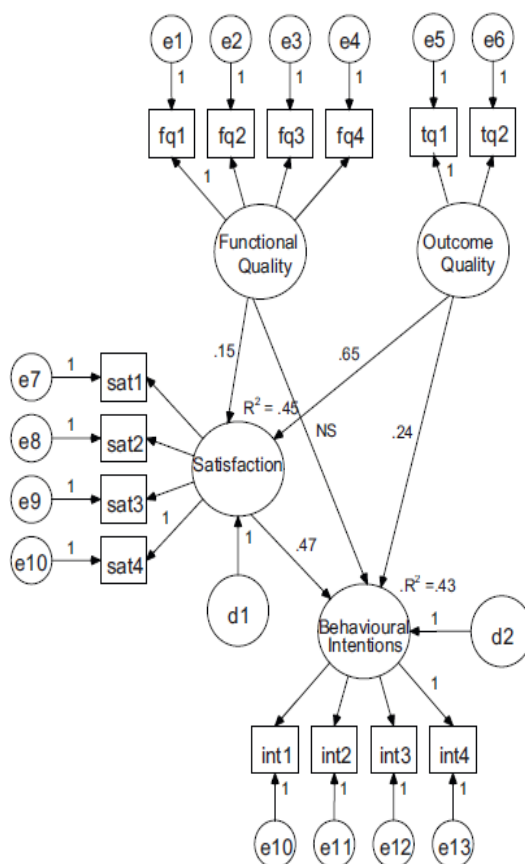 e1 e2 e3 e4 e5 e6
1 1 1 1 1 1
fq1 fq2 fq3 fq4 tq1 tq2
1 1
Functional
Quality
Outcome
Quality
.15 .65
e7 1 sat1
R² = .45
NS
.24
e8 1 sat2
Satisfaction
e9 1 sat3
1
e10 1 sat4
1
.47
.R² =.43
d1
Behavioural
Intentions
1
d2
1
int1 int2 int3 int4
1 1 1 1
e10 e11 e12 e13